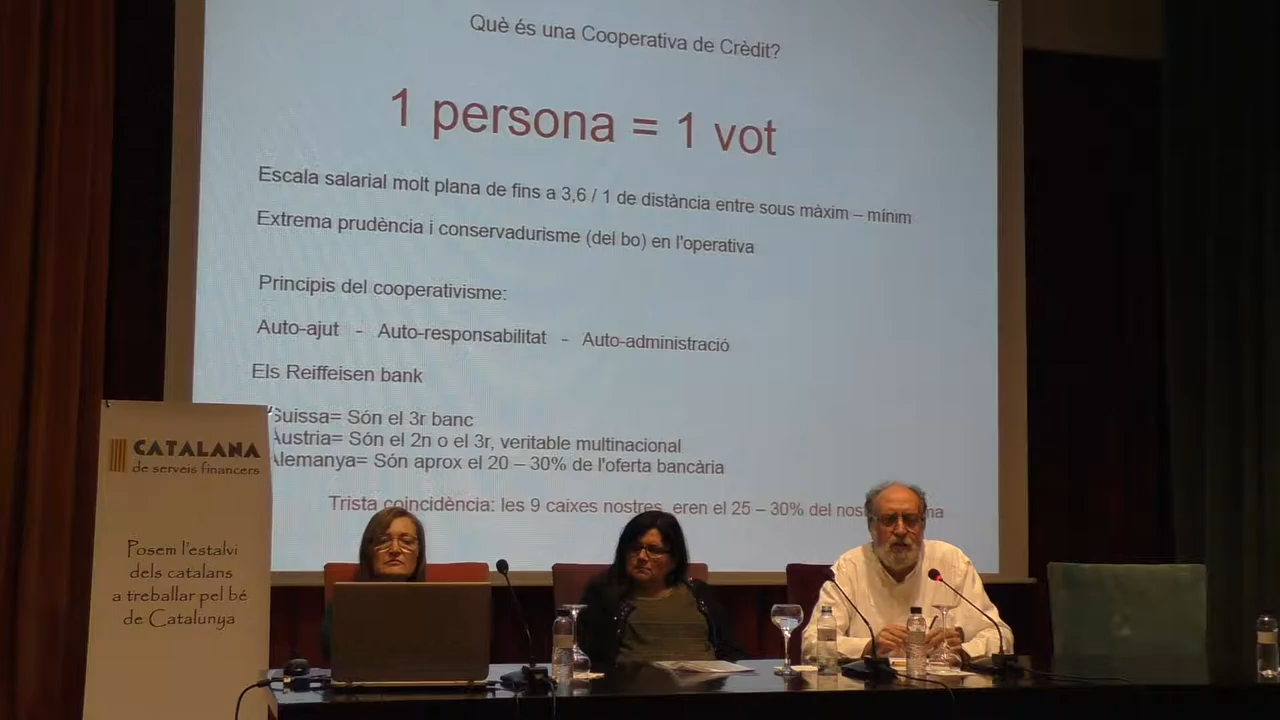 Què és una Cooperativa de Crèdit?
1 persona = 1 vot
Escala salarial molt plana de fins a 3,6 / 1 de distància entre sous màxim – mínim
Extrema prudència i conservadurisme (del bo) en l'operativa
Principis del cooperativisme:
Auto-ajut - Auto-responsabilitat - Auto-administració
Els Reiffeisen bank
Suissa= Són el 3r banc
Austria= Són el 2n o el 3r, veritable multinacional
Alemanya= Són aprox el 20 – 30% de l'oferta bancària
Trista coincidència: les 9 caixes nostres, eren el 25 – 30% del
CATALANA
de serveis financers
Posem l'estalvi
dels catalans
a treballar pel bé
de Catalunya